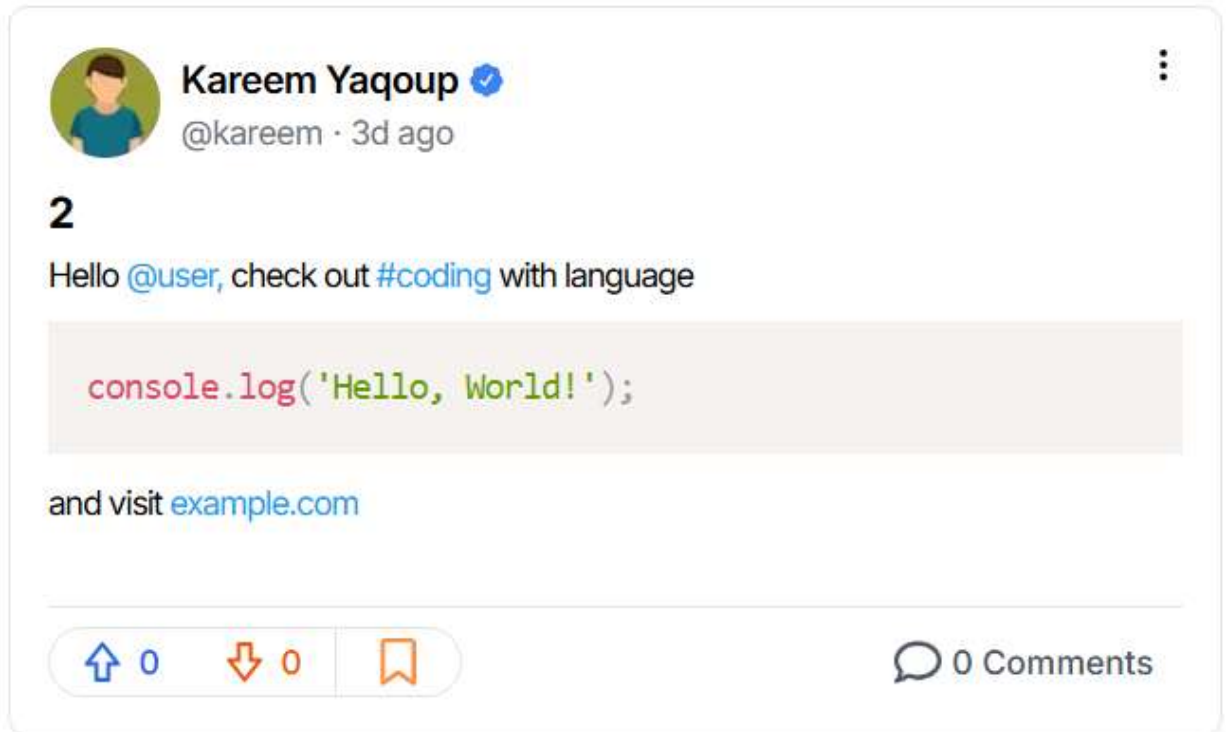 Kareem Yaqoup
@kareem · 3d ago
2
Hello @user, check out #coding with language
console.log('Hello, World!');
and visit example.com
0 0 0 Comments